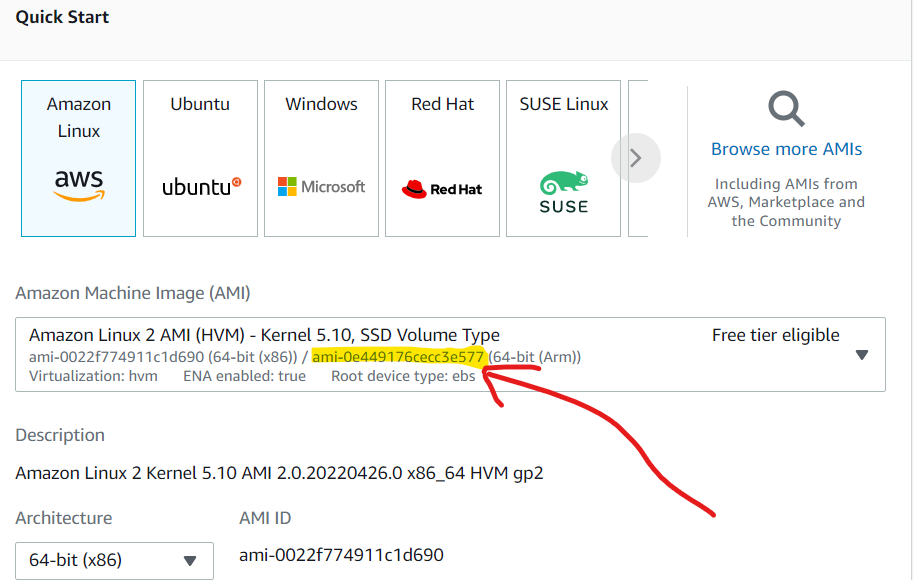 Quick Start
Amazon Linux
aws
Ubuntu
ubuntu
Windows
Microsoft
Red Hat
Red Hat
SUSE Linux
SUSE
Browse more AMIs
Including AMIs from
AWS, Marketplace and
the Community
Amazon Machine Image (AMI)
Amazon Linux 2 AMI (HVM) - Kernel 5.10, SSD Volume Type
Free tier eligible
ami-0022f774911c1d690 (64-bit (x86)) / ami-0e449176cecc3e577 (64-bit (Arm))
Virtualization: hvm ENA enabled: true Root device type: ebs
Description
Amazon Linux 2 Kernel 5.10 AMI 2.0.20220426.0 x86_64 HVM gp2
Architecture
AMI ID
64-bit (x86)
ami-0022f774911c1d690